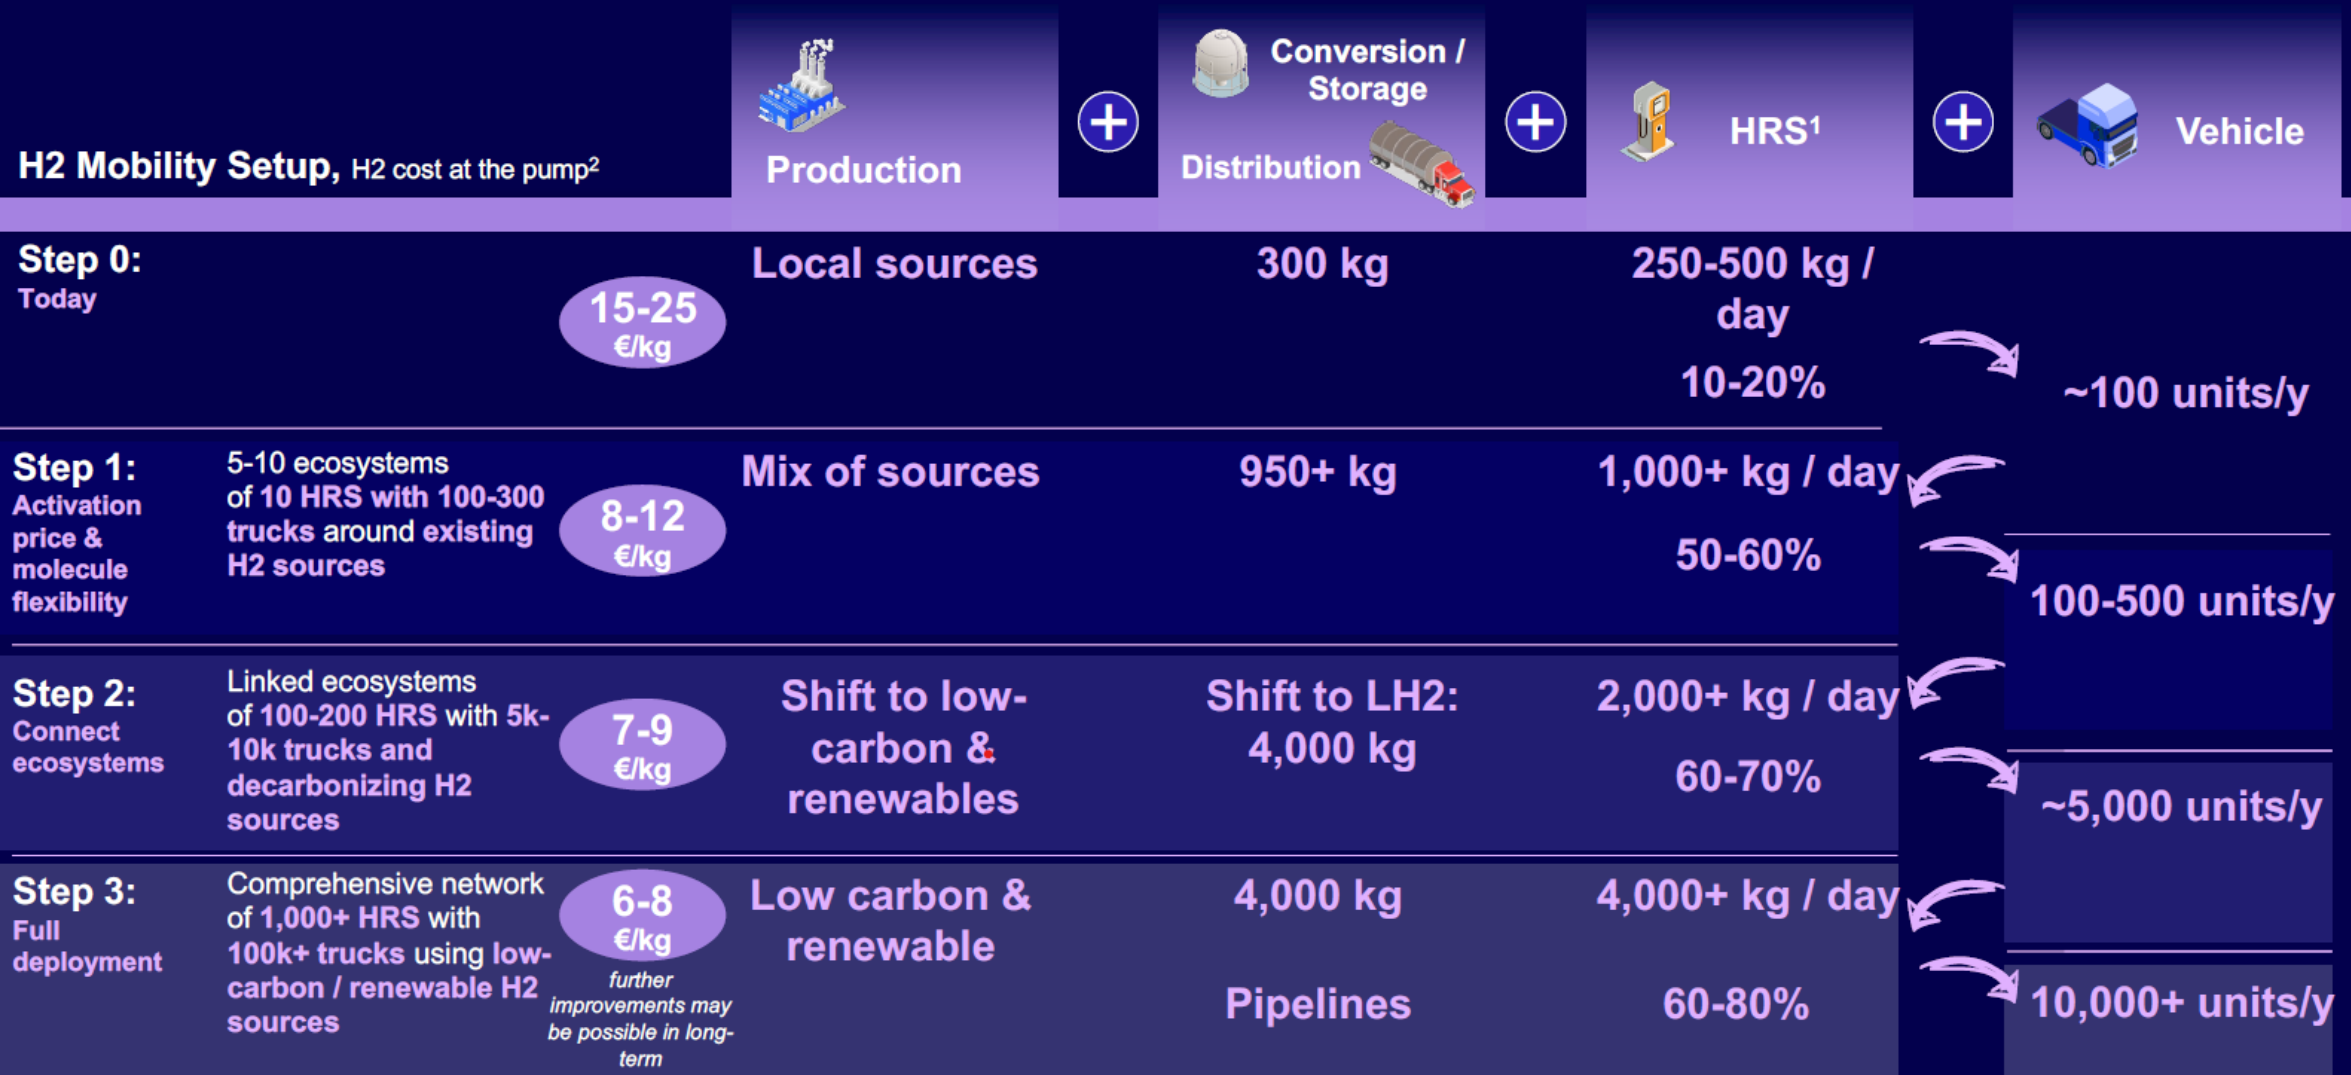 H2 Mobility Setup, H2 cost at the pump²
Production
Conversion /
Storage
Distribution
HRS¹
Vehicle
Step 0:
Today
15-25
€/kg
Local sources
300 kg
250-500 kg /
day
10-20%
~100 units/y
Step 1:
Activation
price &
molecule
flexibility
5-10 ecosystems
of 10 HRS with 100-300
trucks around existing
H2 sources
8-12
€/kg
Mix of sources
950+ kg
1,000+ kg / day
50-60%
100-500 units/y
Step 2:
Connect
ecosystems
Linked ecosystems
of 100-200 HRS with 5k-
10k trucks and
decarbonizing H2
sources
7-9
€/kg
Shift to low-
carbon &
renewables
Shift to LH2:
4,000 kg
2,000+ kg / day
60-70%
~5,000 units/y
Step 3:
Full
deployment
Comprehensive network
of 1,000+ HRS with
100k+ trucks using low-
carbon / renewable H2
sources
6-8
€/kg
further
improvements may
be possible in long-
term
Low carbon &
renewable
4,000 kg
Pipelines
4,000+ kg / day
60-80%
10,000+ units/y